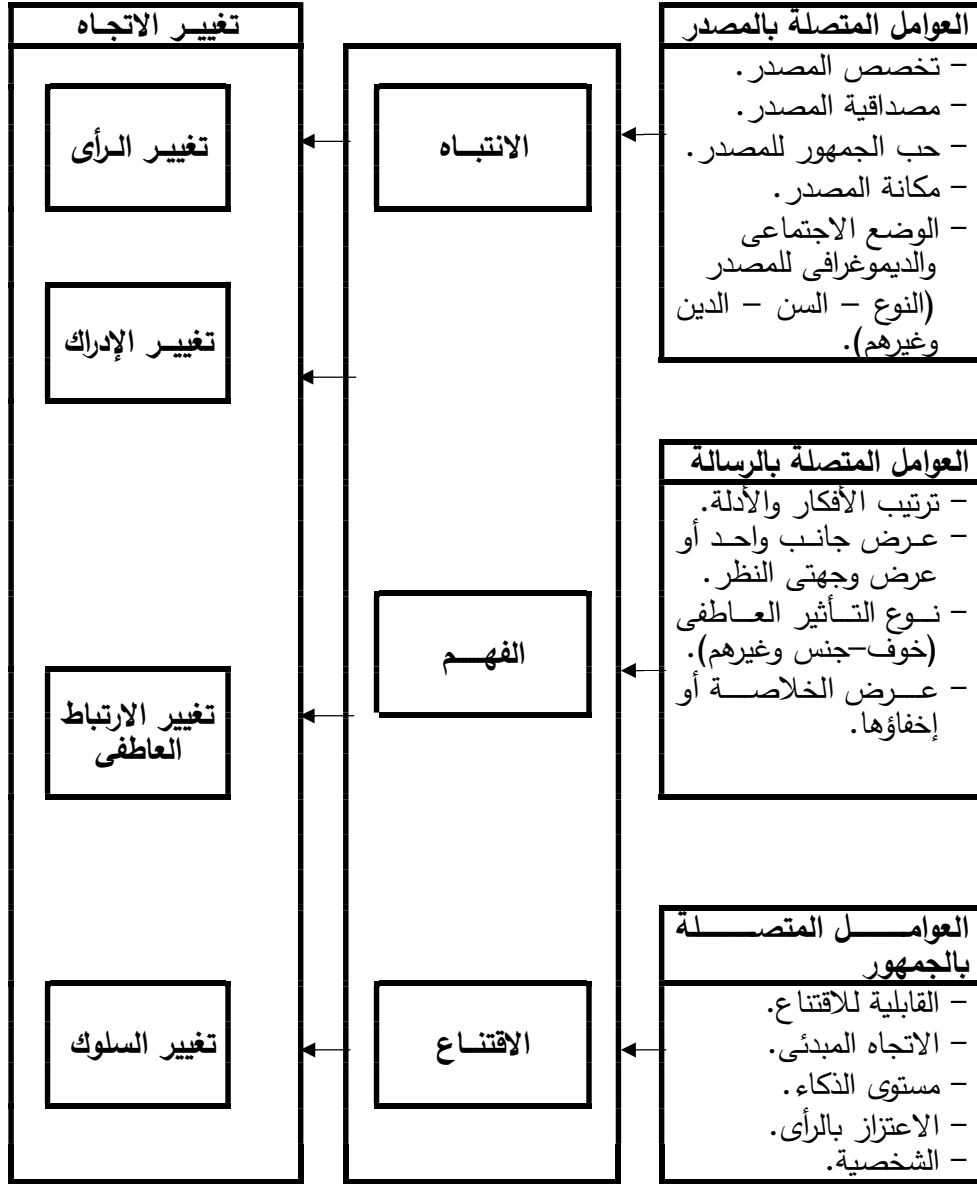 العوامل المتصلة بالمصدر
- تخصص المصدر.
- مصداقية المصدر.
- حب الجمهور للمصدر.
- مكانة المصدر.
- الوضع الاجتماعى
والديموغرافى للمصدر
(النوع – السن – الدين
وغيرهم).
العوامل المتصلة بالرسالة
- ترتيب الأفكار والأدلة.
- عرض جانب واحد أو
عرض وجهتى النظر.
- نوع التأثير العاطفى
(خوف-جنس وغيرهم).
- عرض الخلاصة أو
إخفاؤها.
العوامل المتصلة
بالجمهور
- القابلية للاقتناع.
- الاتجاه المبدئى.
- مستوى الذكاء.
- الاعتزاز بالرأى.
- الشخصية.
الانتباه
الفهم
الاقتناع
تغيير الاتجاه
تغيير الرأى
تغيير الإدراك
تغيير الارتباط
العاطفى
تغيير السلوك